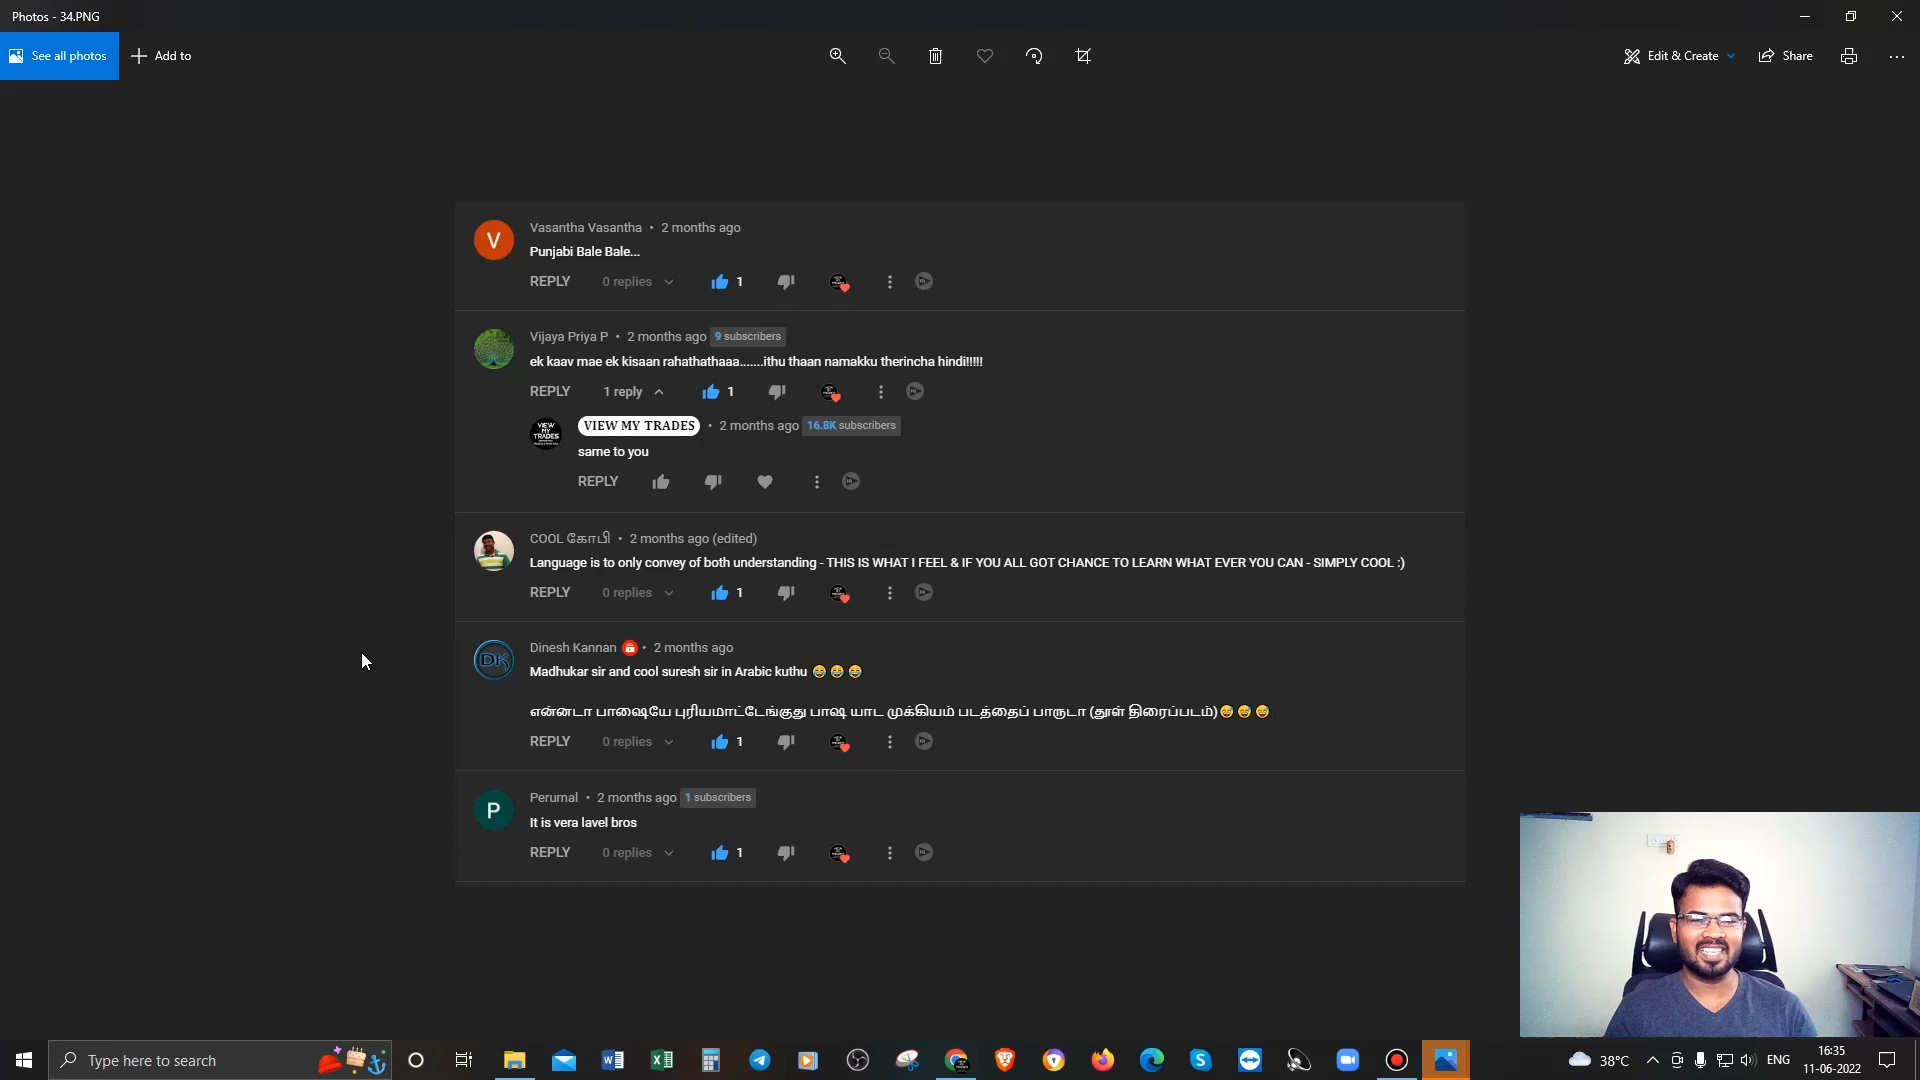 Photos - 34.PNG
See all photos
Add to
Edit & Create
Share
Vasantha Vasantha • 2 months ago
V
Punjabi Bale Bale...
REPLY 0 replies 1
Vijaya Priya P • 2 months ago 9 subscribers
ek kaav mae ek kisaan rahathathaaa.......ithu thaan namakku therincha hindi!!!!!
REPLY 1 reply 1
VIEW MY TRADES
VIEW MY TRADES • 2 months ago 16.8K subscribers
same to you
REPLY
COOL கோபி • 2 months ago (edited)
Language is to only convey of both understanding - THIS IS WHAT I FEEL & IF YOU ALL GOT CHANCE TO LEARN WHAT EVER YOU CAN - SIMPLY COOL :)
REPLY 0 replies 1
DK
Dinesh Kannan • 2 months ago
Madhukar sir and cool suresh sir in Arabic kuthu 😂 😂 😂
என்னடா பாஷையே புரியமாட்டேங்குது பாஷ யாட முக்கியம் படத்தைப் பாருடா (தூள் திரைப்படம்)😅 😅 😅
REPLY 0 replies 1
P
Perumal • 2 months ago 1 subscribers
It is vera lavel bros
REPLY 0 replies 1
Type here to search
38°C
ENG
16:35
11-06-2022